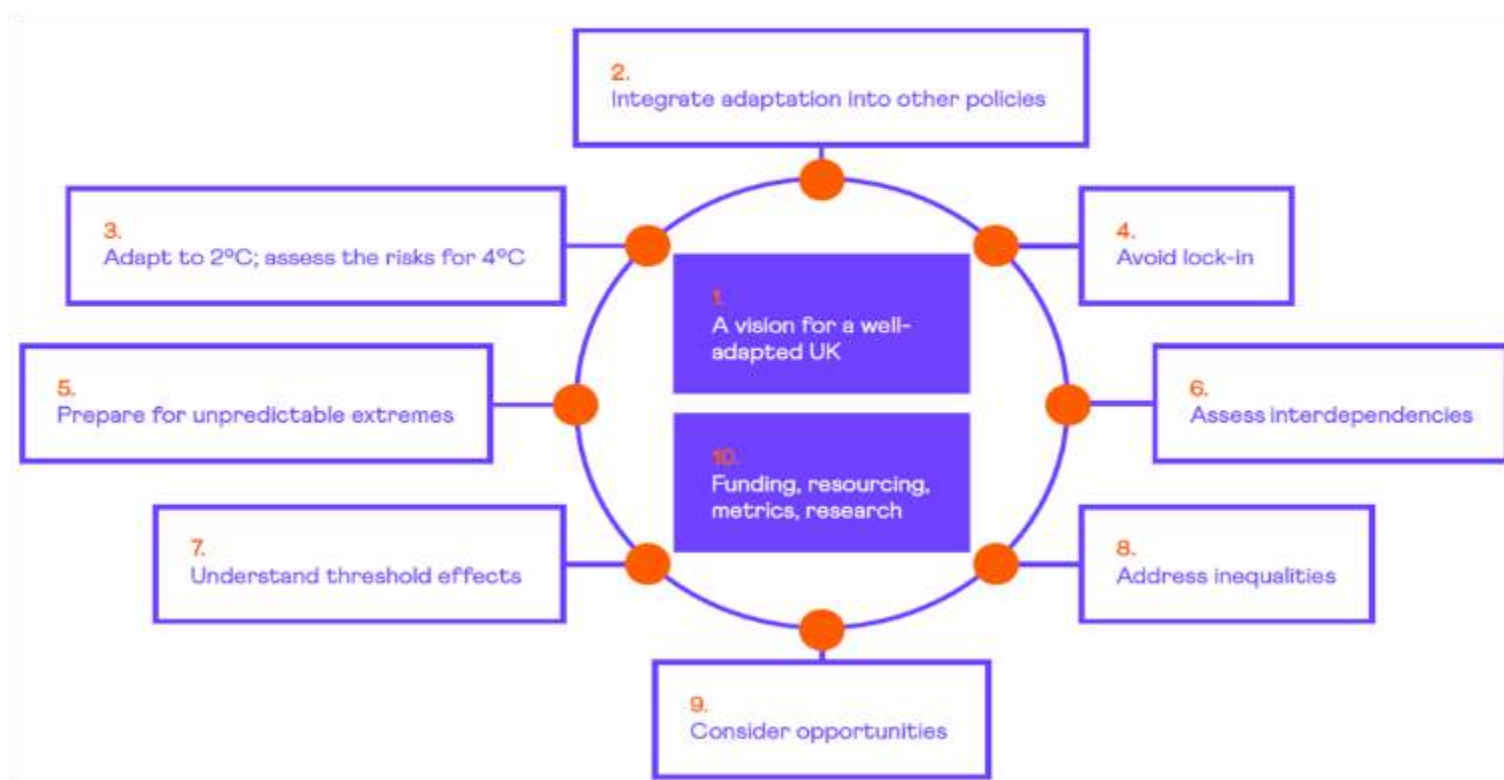 2.
Integrate adaptation into other policies
3.
Adapt to 2°C; assess the risks for 4°C
4.
Avoid lock-in
1.
A vision for a well-
adapted UK
5.
Prepare for unpredictable extremes
6.
Assess interdependencies
10.
Funding, resourcing,
metrics, research
7.
Understand threshold effects
8.
Address inequalities
9.
Consider opportunities